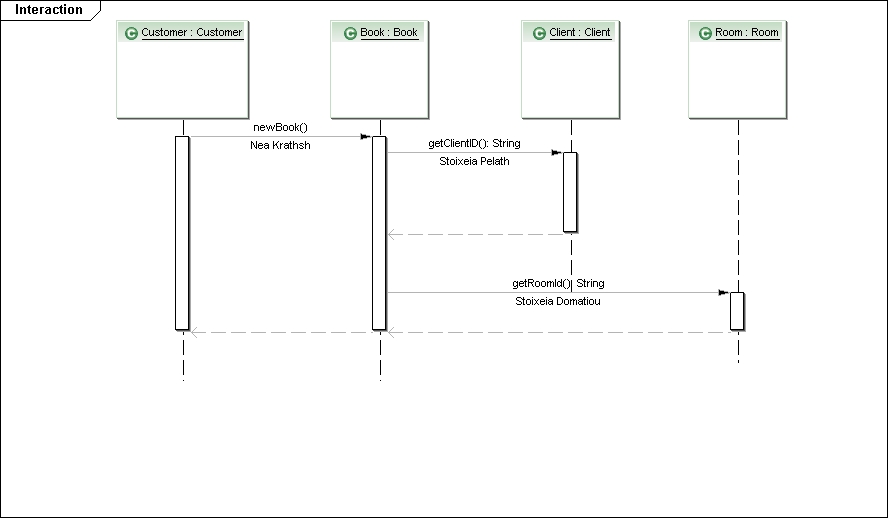 Interaction
Customer : Customer
Book : Book
Client : Client
Room : Room
newBook()
Nea Krathsh
getClientID(): String
Stoixeia Pelath
getRoomId(): String
Stoixeia Domatiou